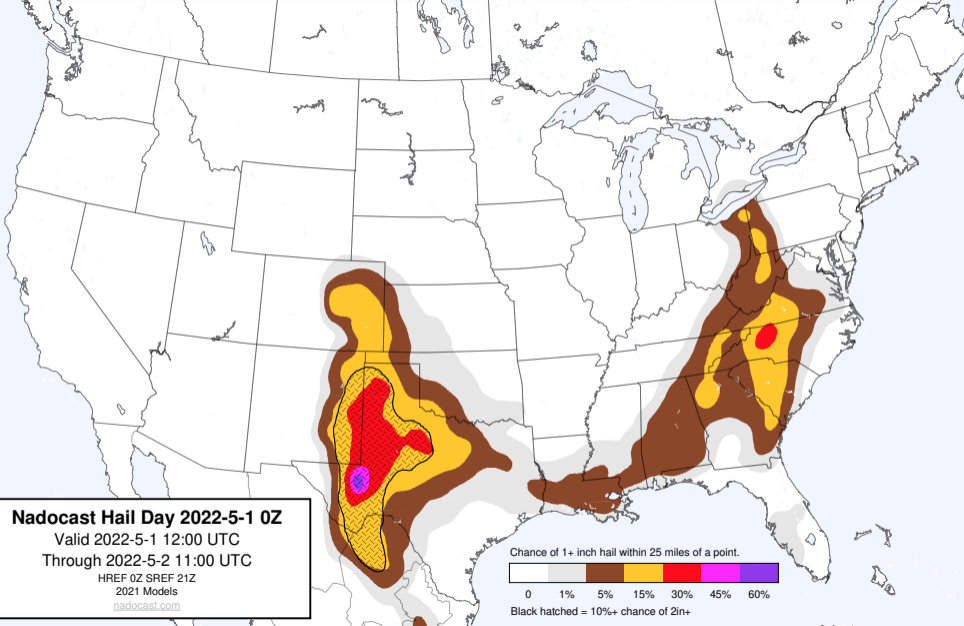 Nadocast Hail Day 2022-5-1 0Z
Valid 2022-5-1 12:00 UTC
Through 2022-5-2 11:00 UTC
HREF 0Z SREF 21Z
2021 Models
nadocast.com
Chance of 1+ inch hail within 25 miles of a point.
0 1% 5% 15% 30% 45% 60%
Black hatched = 10%+ chance of 2in+